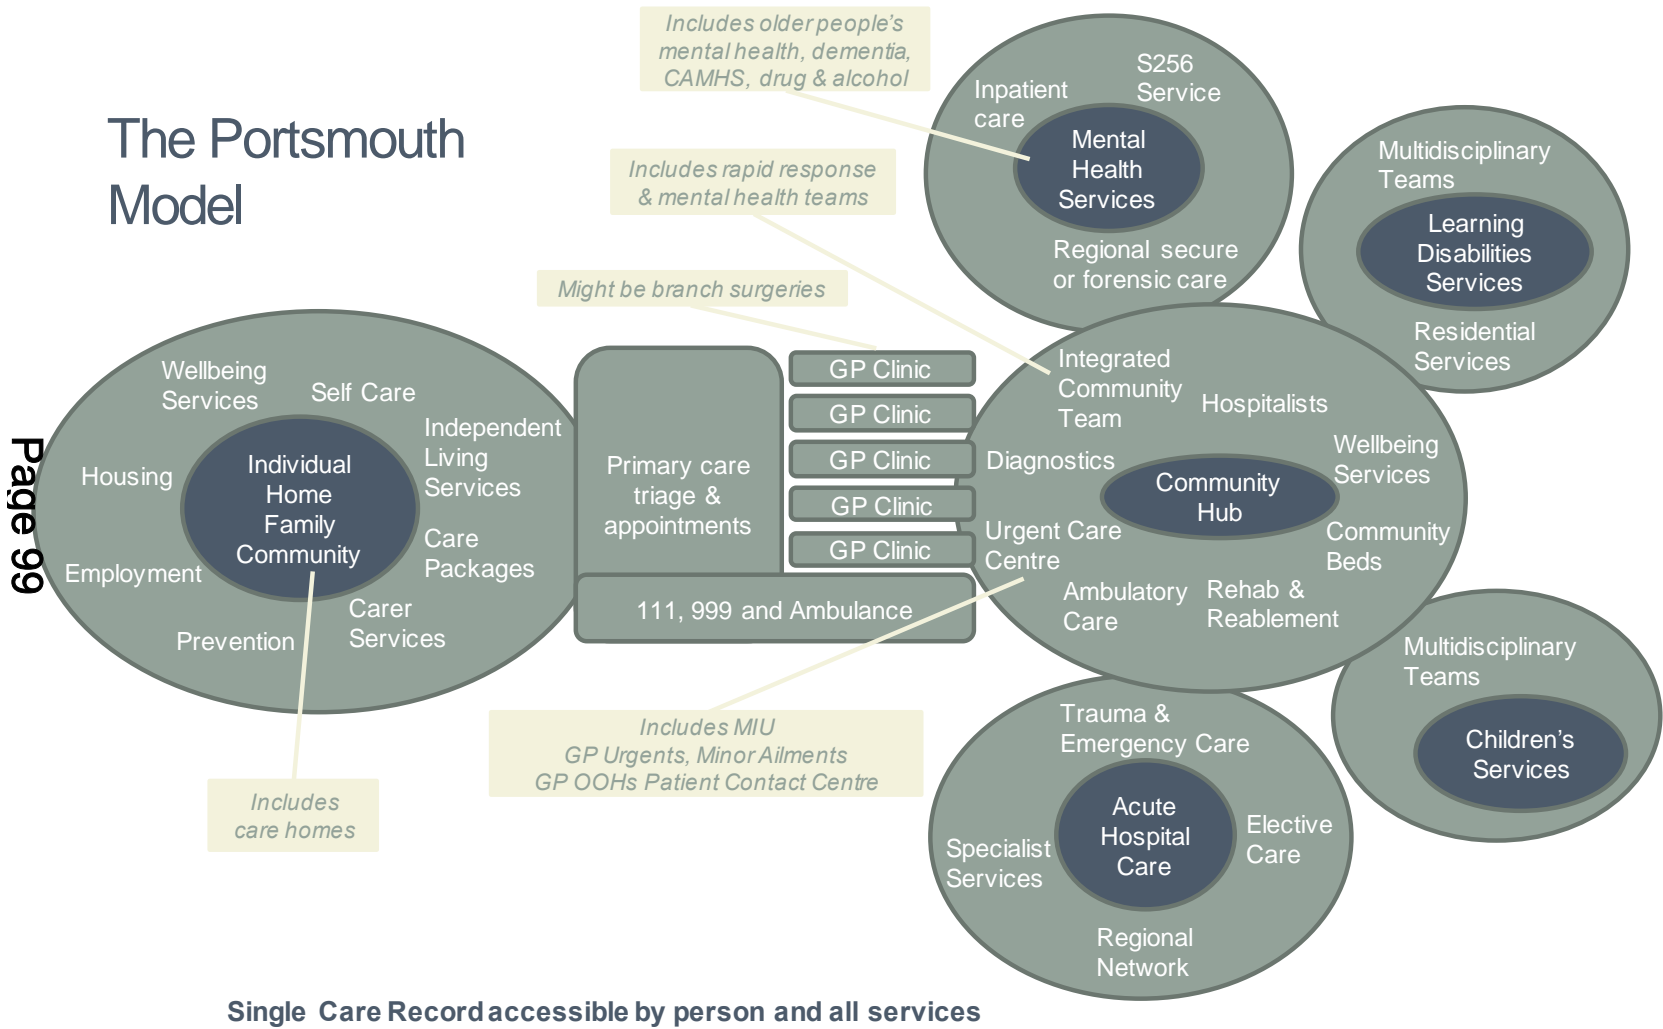 The Portsmouth
Model
Page 99
Includes older people's
mental health, dementia,
CAMHS, drug & alcohol
Includes rapid response
& mental health teams
Might be branch surgeries
Wellbeing
Services
Self Care
Independent
Living
Services
Housing
Individual
Home
Family
Community
Care
Packages
Employment
Carer
Services
Prevention
Includes
care homes
Primary care
triage &
appointments
GP Clinic
GP Clinic
GP Clinic
GP Clinic
GP Clinic
111, 999 and Ambulance
Includes MIU
GP Urgents, Minor Ailments
GP OOHs Patient Contact Centre
Inpatient
care
S256
Service
Mental
Health
Services
Regional secure
or forensic care
Multidisciplinary
Teams
Learning
Disabilities
Services
Residential
Services
Integrated
Community
Team
Hospitalists
Diagnostics
Wellbeing
Services
Community
Hub
Urgent Care
Centre
Community
Beds
Ambulatory
Care
Rehab &
Reablement
Multidisciplinary
Teams
Children's
Services
Trauma &
Emergency Care
Acute
Hospital
Care
Elective
Care
Specialist
Services
Regional
Network
Single Care Record accessible by person and all services